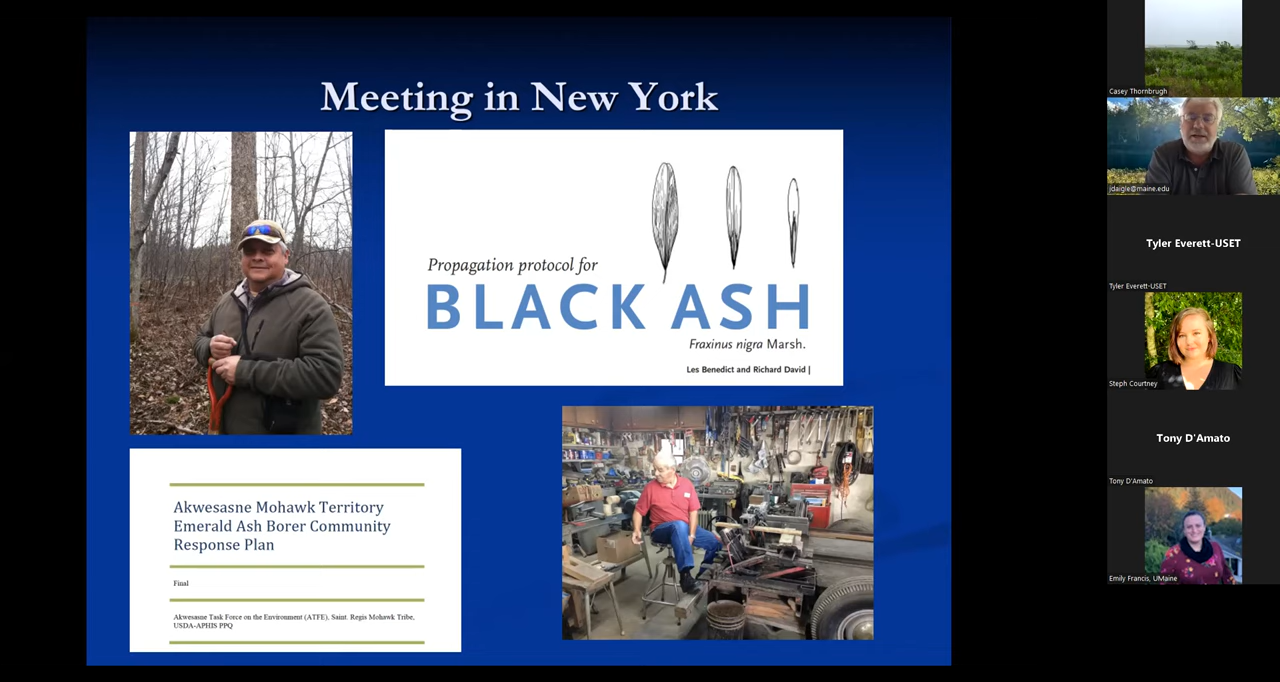 Meeting in New York
Propagation protocol for
BLACK ASH
Fraxinus nigra Marsh.
Les Benedict and Richard David |
Akwesasne Mohawk Territory
Emerald Ash Borer Community
Response Plan
Final
Akwesasne Task Force on the Environment (ATFE), Saint. Regis Mohawk Tribe,
USDA-APHIS PPQ
Casey Thornbrugh
jdaigle@maine.edu
Tyler Everett-USET
Tyler Everett-USET
Steph Courtney
Tony D'Amato
Tony D'Amato
Emily Francis, UMaine